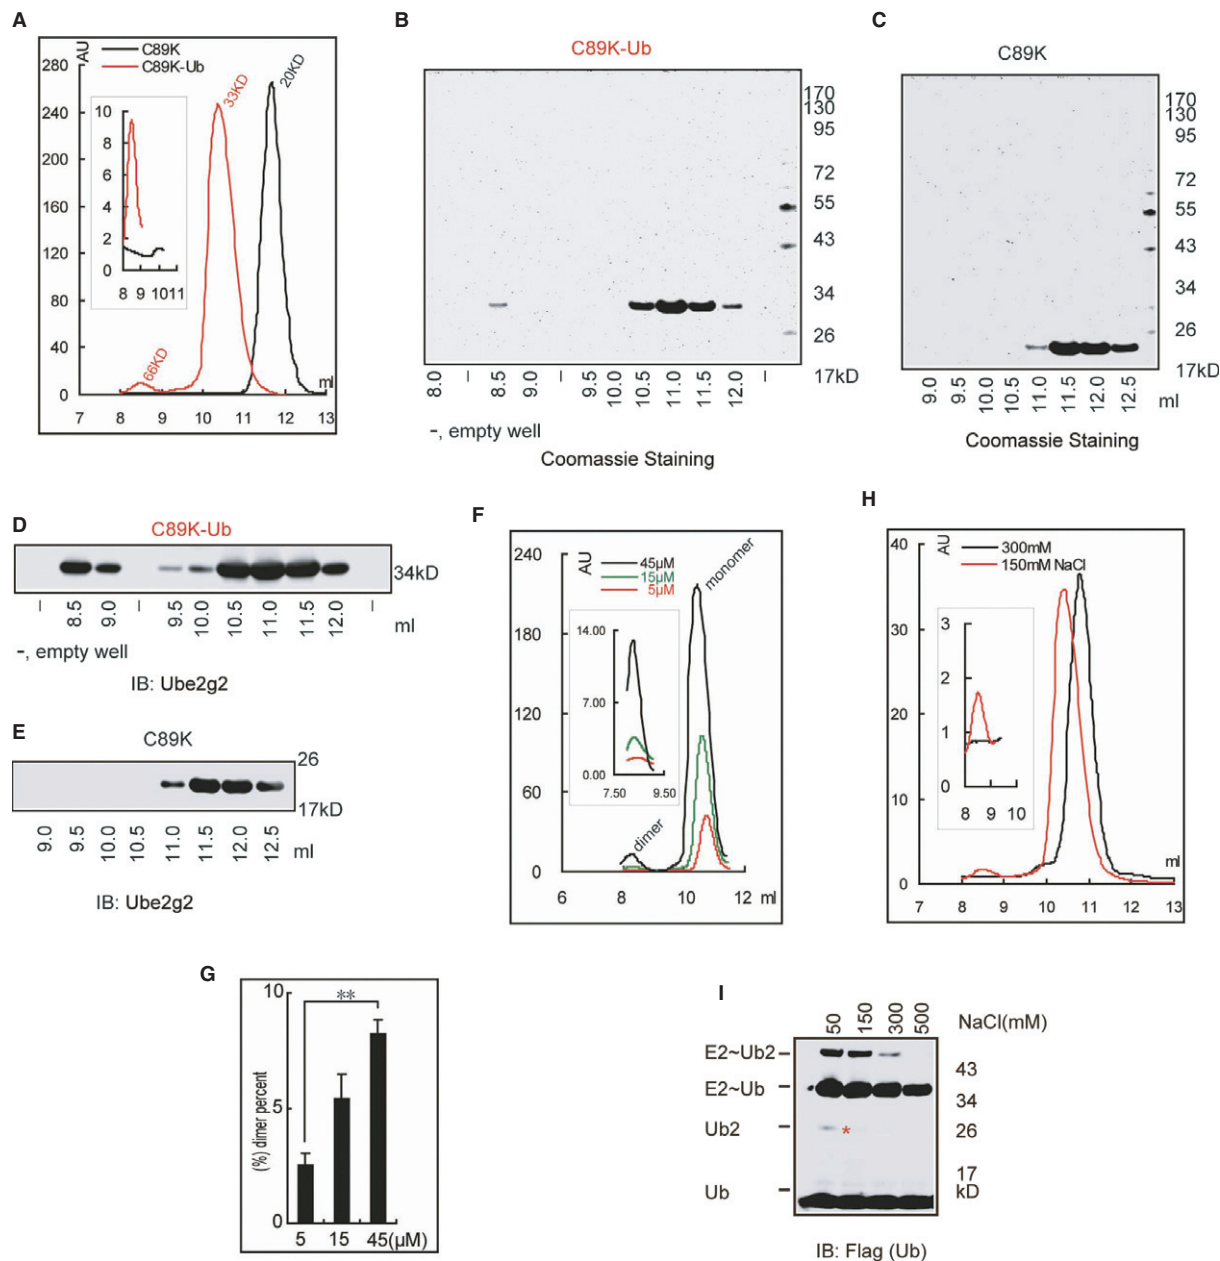 A
AU
C89K
C89K-Ub
280
240
200
160
120
80
40
0
33KD
20KD
66KD
10
8
6
4
2
0
8 9 10 11
7 8 9 10 11 12 13
ml
B
C89K-Ub
170
130
95
72
55
43
34
26
17kD
8.0 – 8.5 9.0 – 9.5 10.0 10.5 11.0 11.5 12.0 –
ml
-, empty well
Coomassie Staining
C
C89K
170
130
95
72
55
43
34
26
17kD
9.0 9.5 10.0 10.5 11.0 11.5 12.0 12.5 ml
Coomassie Staining
D
C89K-Ub
34kD
– 8.5 9.0 – 9.5 10.0 10.5 11.0 11.5 12.0 – ml
-, empty well
IB: Ube2g2
E
C89K
26
17kD
9.0 9.5 10.0 10.5 11.0 11.5 12.0 12.5 ml
IB: Ube2g2
F
AU
45μM
15μM
5μM
240
180
120
60
0
monomer
dimer
14.00
7.00
0.00
7.50 9.50
6 8 10 12
ml
H
AU
300mM
150mM NaCl
40
30
20
10
0
3
2
1
0
8 9 10
7 8 9 10 11 12 13
ml
G
(%) dimer percent
10
5
0
**
5 15 45(μM)
I
50 150 300 500 NaCl(mM)
E2~Ub2 –
E2~Ub –
Ub2 –
Ub –
*
43
34
26
17
kD
IB: Flag (Ub)